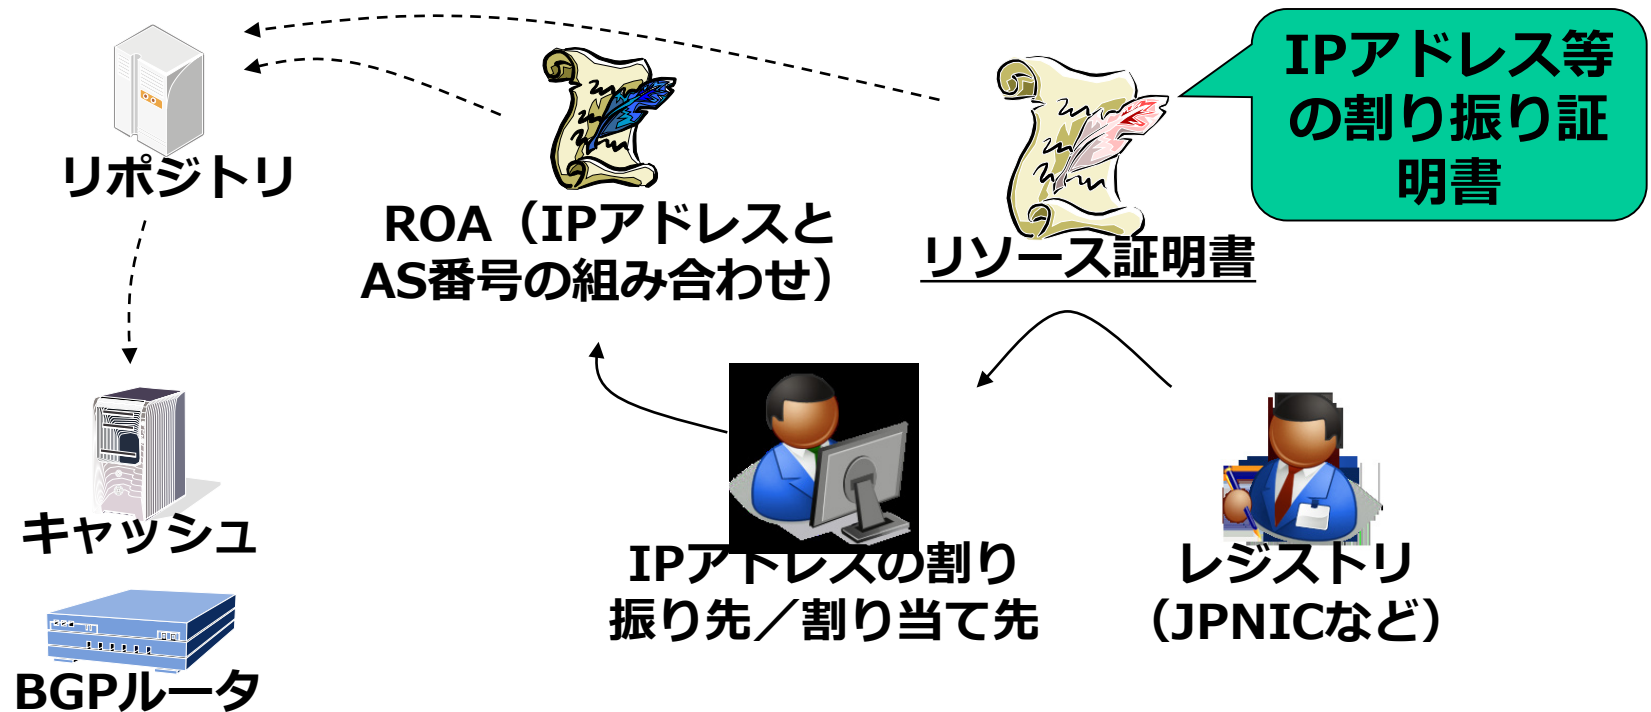 IPアドレス等
の割り振り証
明書
リポジトリ
ROA（IPアドレスと
AS番号の組み合わせ）
リソース証明書
キャッシュ
IPアドレスの割り
振り先／割り当て先
レジストリ
（JPNICなど）
BGPルータ